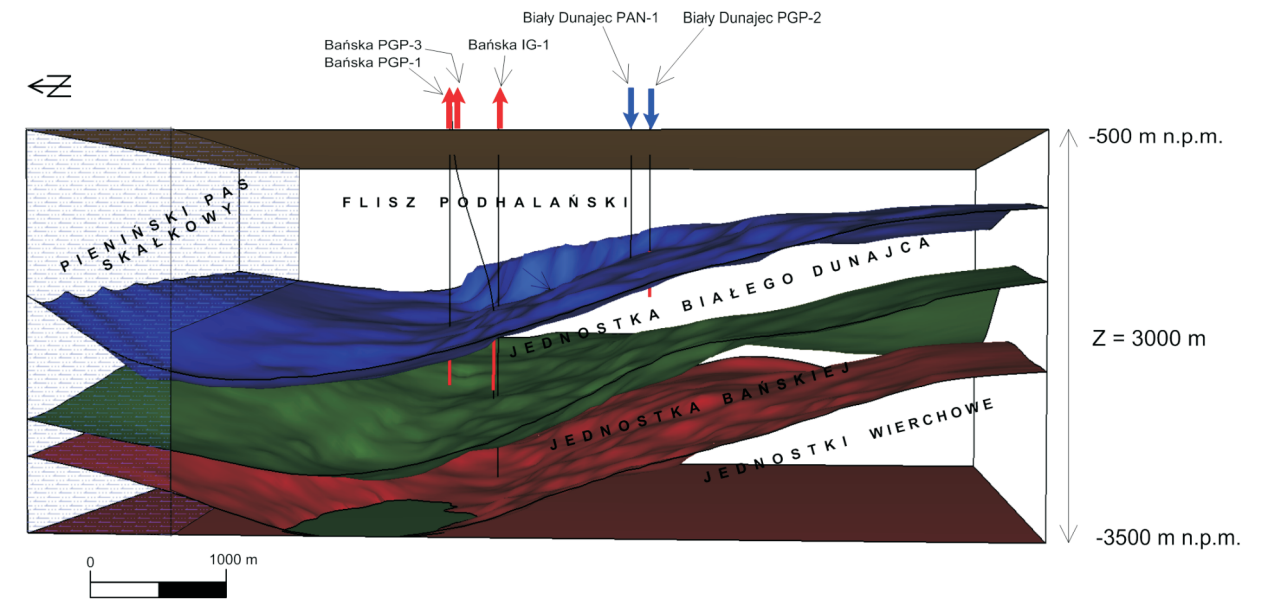 Biały Dunajec PAN-1
Biały Dunajec PGP-2
Bańska PGP-3
Bańska PGP-1
Bańska IG-1
N
-500 m n.p.m.
FLISZ PODHALAŃSKI
PIENIŃSKI PAS
SKAŁKOWY
JEDNOSTKA BIAŁEGO DUNAJCA
Z = 3000 m
JEDNOSTKA BAŃSKIEJ
JEDNOSTKI WIERCHOWE
-3500 m n.p.m.
0
1000 m